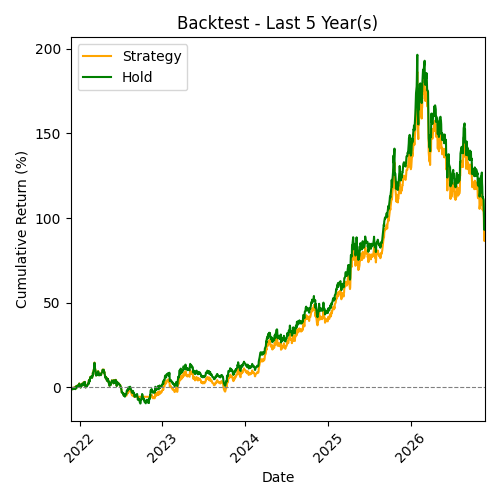 Backtest - Last 5 Year(s)
Strategy
Hold
Cumulative Return (%)
200
150
100
50
0
2022
2023
2024
2025
2026
Date